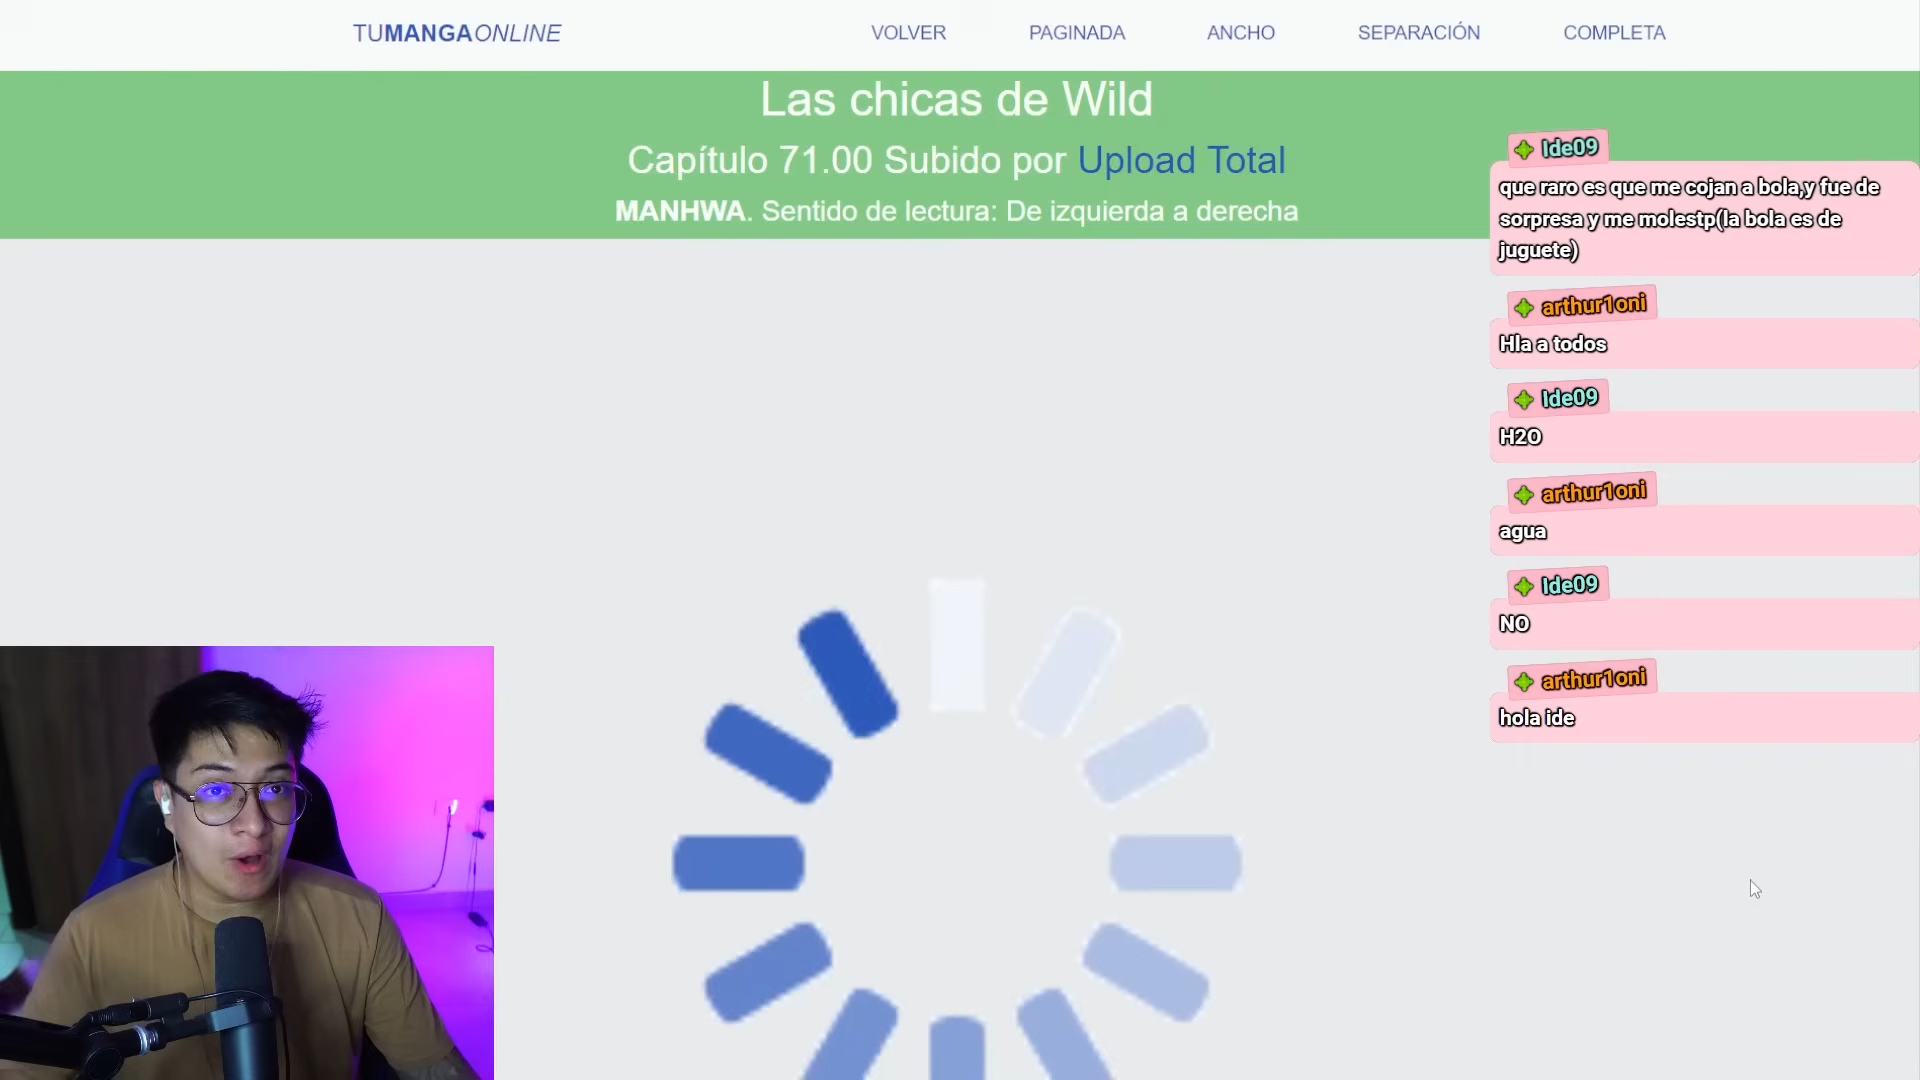 TUMANGAONLINE VOLVER PAGINADA ANCHO SEPARACIÓN COMPLETA
Las chicas de Wild
Capítulo 71.00 Subido por Upload Total
MANHWA. Sentido de lectura: De izquierda a derecha
Ide09
que raro es que me cojan a bola,y fue de
sorpresa y me molestp(la bola es de
juguete)
arthur1oni
Hla a todos
Ide09
H2O
arthur1oni
agua
Ide09
NO
arthur1oni
hola ide